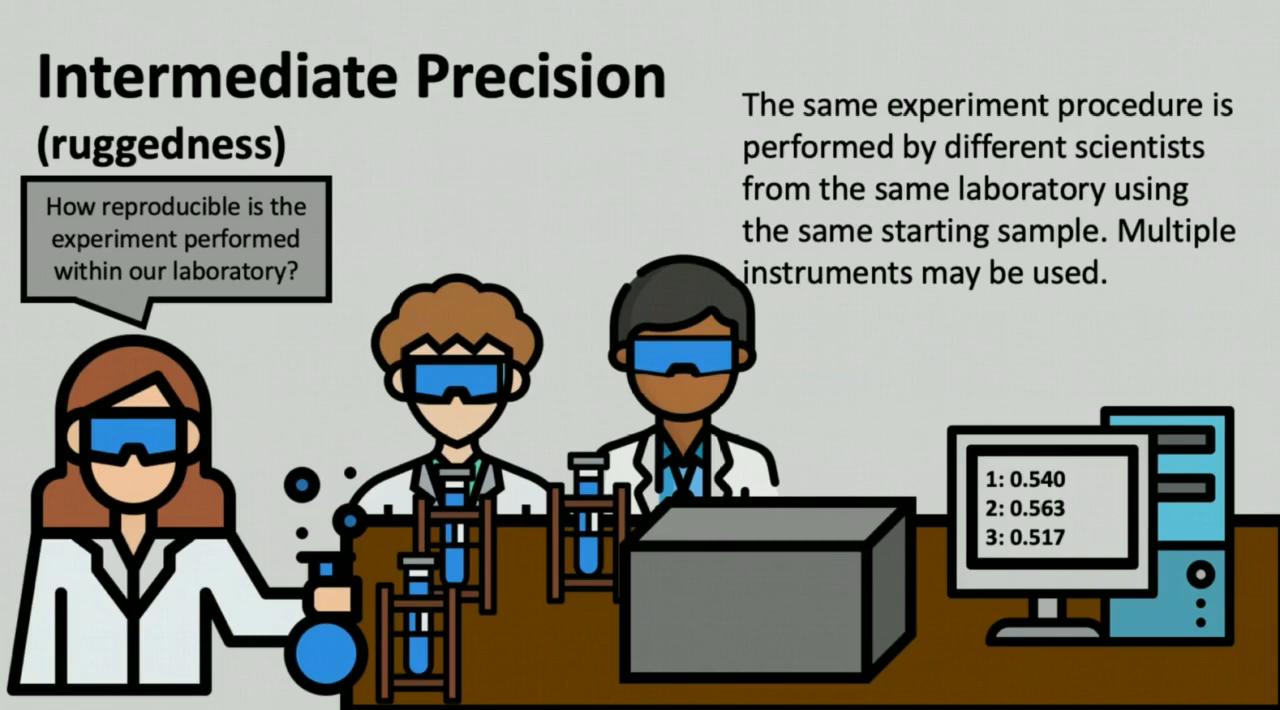 Intermediate Precision
(ruggedness)
How reproducible is the
experiment performed
within our laboratory?
The same experiment procedure is
performed by different scientists
from the same laboratory using
the same starting sample. Multiple
instruments may be used.
1: 0.540
2: 0.563
3: 0.517